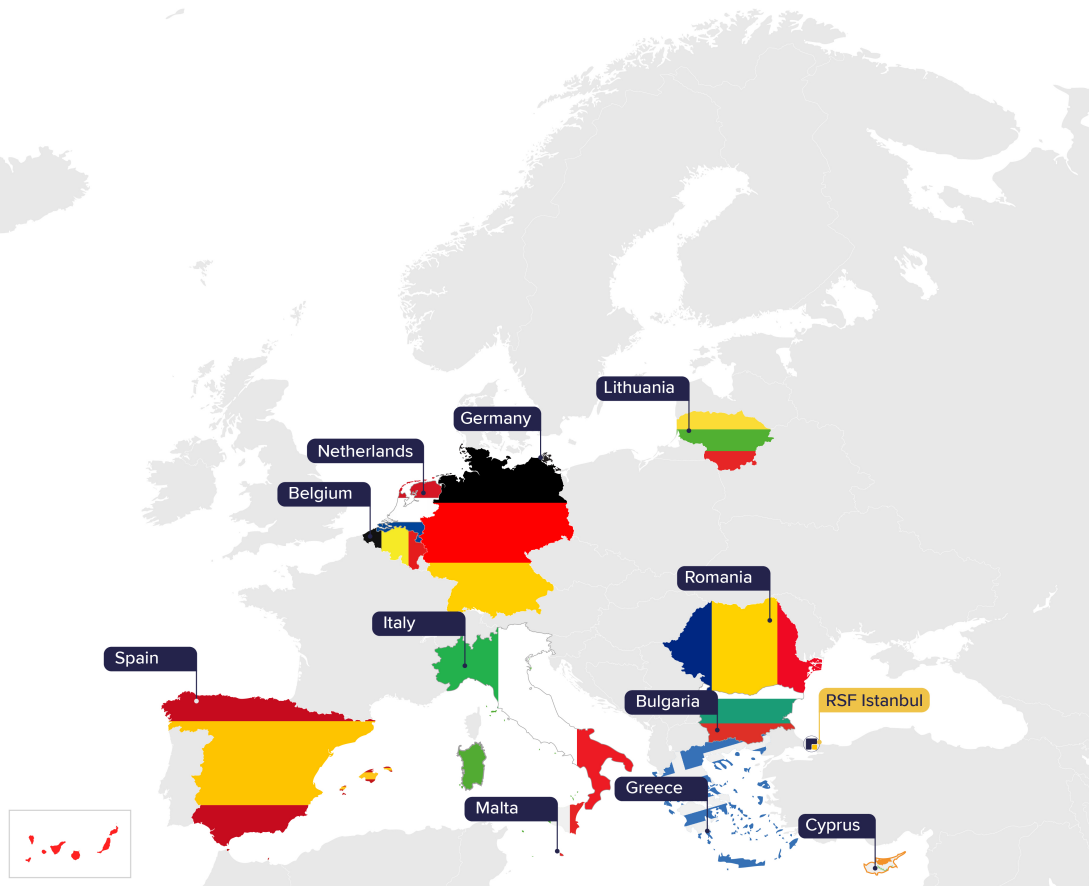 Lithuania
Germany
Netherlands
Belgium
Romania
Italy
Spain
Bulgaria
RSF Istanbul
Greece
Malta
Cyprus